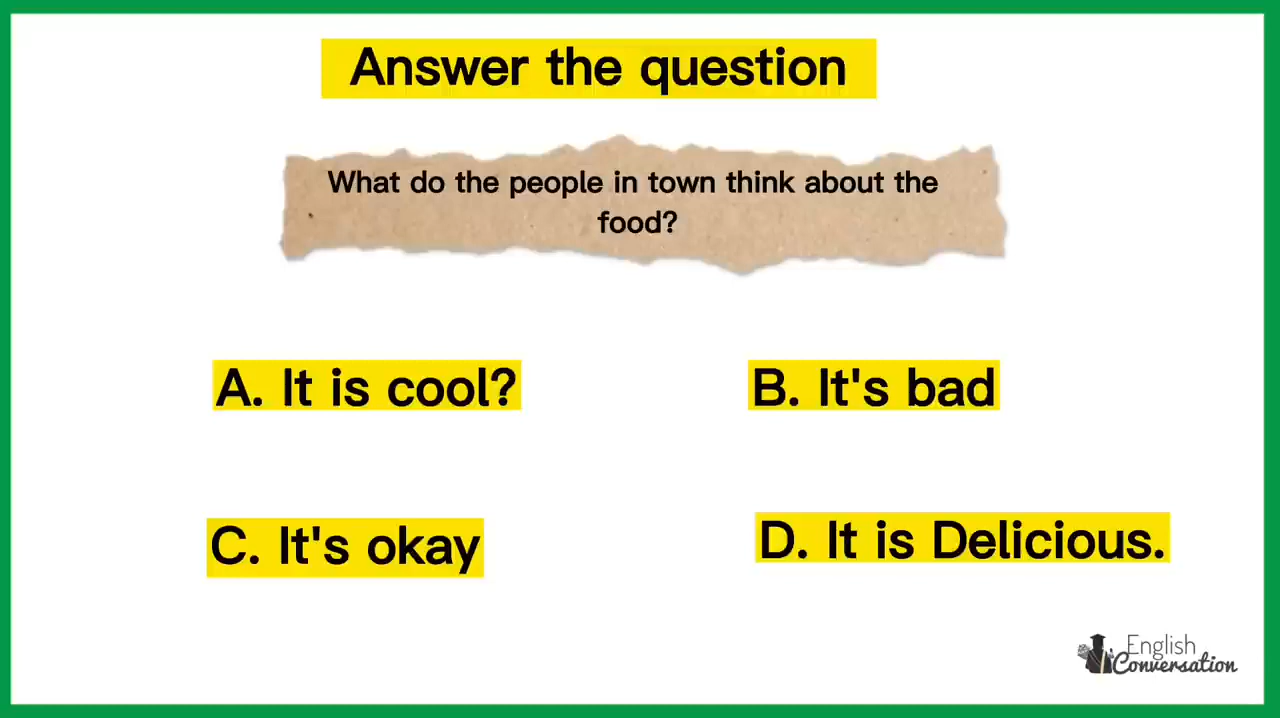 Answer the question
What do the people in town think about the
food?
A. It is cool?
B. It's bad
C. It's okay
D. It is Delicious.
English
Conversation